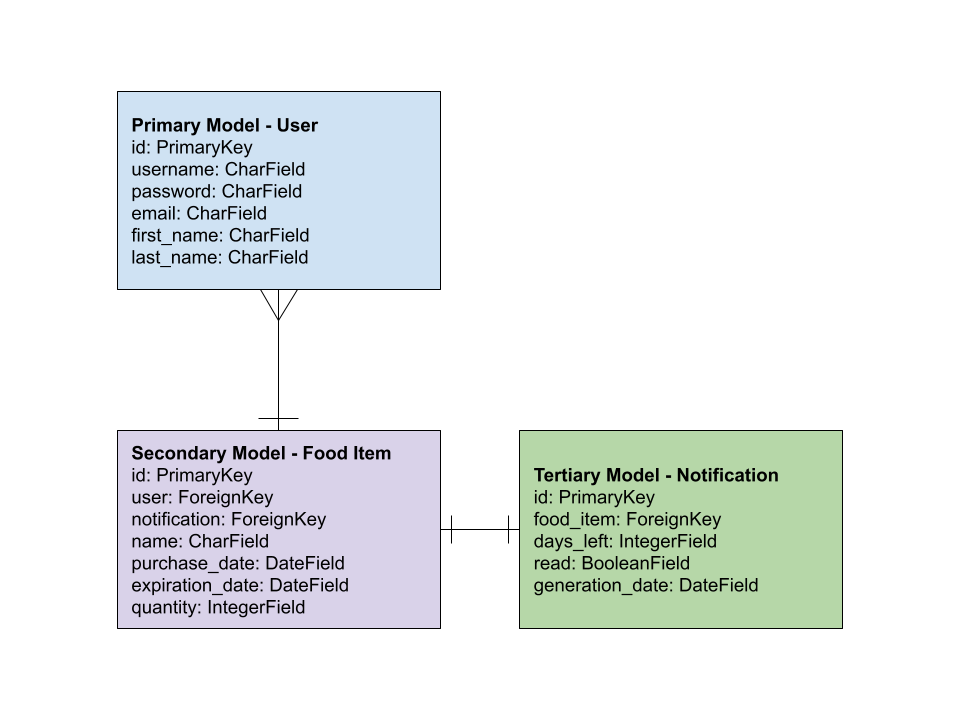 Primary Model - User
id: PrimaryKey
username: CharField
password: CharField
email: CharField
first_name: CharField
last_name: CharField
Secondary Model - Food Item
id: PrimaryKey
user: ForeignKey
notification: ForeignKey
name: CharField
purchase_date: DateField
expiration_date: DateField
quantity: IntegerField
Tertiary Model - Notification
id: PrimaryKey
food_item: ForeignKey
days_left: IntegerField
read: BooleanField
generation_date: DateField